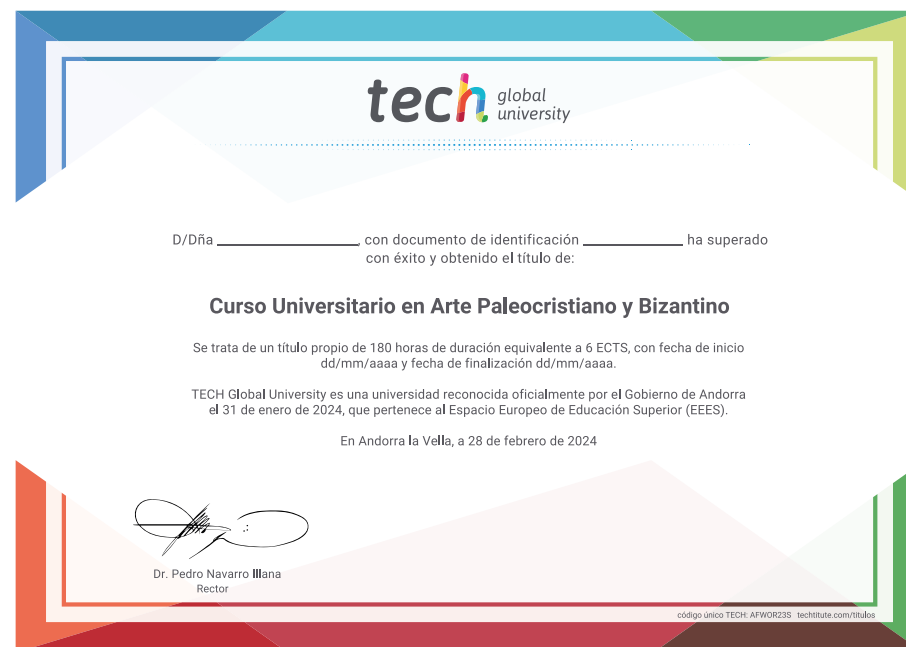 tech global university
D/Dña ____________________, con documento de identificación ______________ ha superado
con éxito y obtenido el título de:
Curso Universitario en Arte Paleocristiano y Bizantino
Se trata de un título propio de 180 horas de duración equivalente a 6 ECTS, con fecha de inicio
dd/mm/aaaa y fecha de finalización dd/mm/aaaa.
TECH Global University es una universidad reconocida oficialmente por el Gobierno de Andorra
el 31 de enero de 2024, que pertenece al Espacio Europeo de Educación Superior (EEES).
En Andorra la Vella, a 28 de febrero de 2024
Dr. Pedro Navarro Illana
Rector
código único TECH: AFWOR23S techtitute.com/titulos